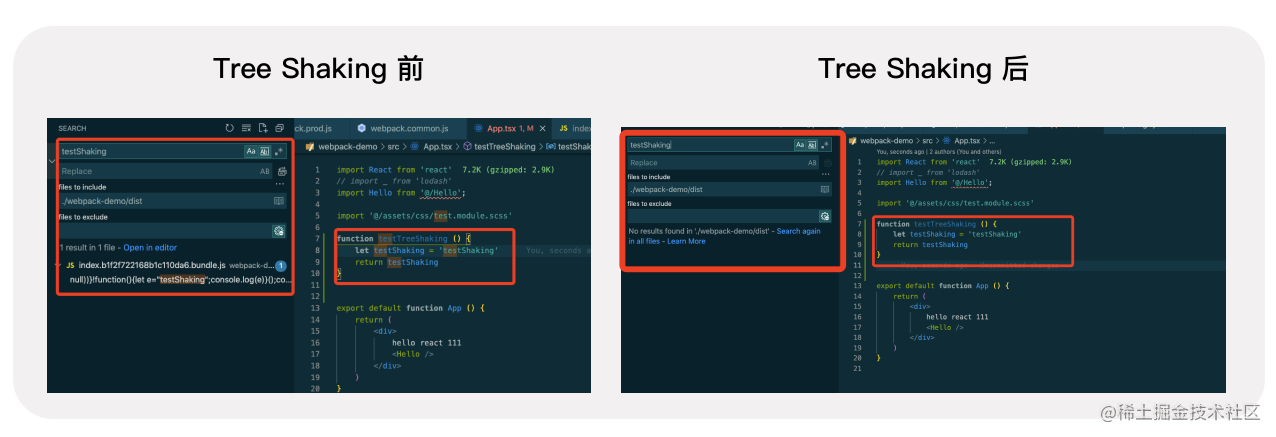 Tree Shaking 前
SEARCH
testShaking
Aa
Replace
AB
files to include
./webpack-demo/dist
files to exclude
1 result in 1 file - Open in editor
JS index.b1f2f722168b1c110da6.bundle.js webpack-d... 1
null))}!function(){let e="testShaking";console.log(e)}();co...
ck.prod.js webpack.common.js App.tsx 1, M JS index
webpack-demo > src > App.tsx > testTreeShaking > testShak
1 import React from 'react' 7.2K (gzipped: 2.9K)
2 // import _ from 'lodash'
3 import Hello from '@/Hello';
4
5 import '@/assets/css/test.module.scss'
6
7 function testTreeShaking () {
8 let testShaking = 'testShaking' You, seconds a
9 return testShaking
10 }
11
12
13 export default function App () {
14 return (
15 <div>
16 hello react 111
17 <Hello />
18 </div>
19 )
20 }
Tree Shaking 后
testShaking
Aa
Replace
AB
files to include
./webpack-demo/dist
files to exclude
No results found in './webpack-demo/dist' - Search again
in all files - Learn More
webpack-demo > src > App.tsx > ...
You, seconds ago | 2 authors (You and others)
1 import React from 'react' 7.2K (gzipped: 2.9K)
2 // import _ from 'lodash'
3 import Hello from '@/Hello';
4
5 import '@/assets/css/test.module.scss'
6
7 function testTreeShaking () {
8 let testShaking = 'testShaking'
9 return testShaking
10 }
11
12
13 export default function App () {
14 return (
15 <div>
16 hello react 111
17 <Hello />
18 </div>
19 )
20 }
21
@稀土掘金技术社区